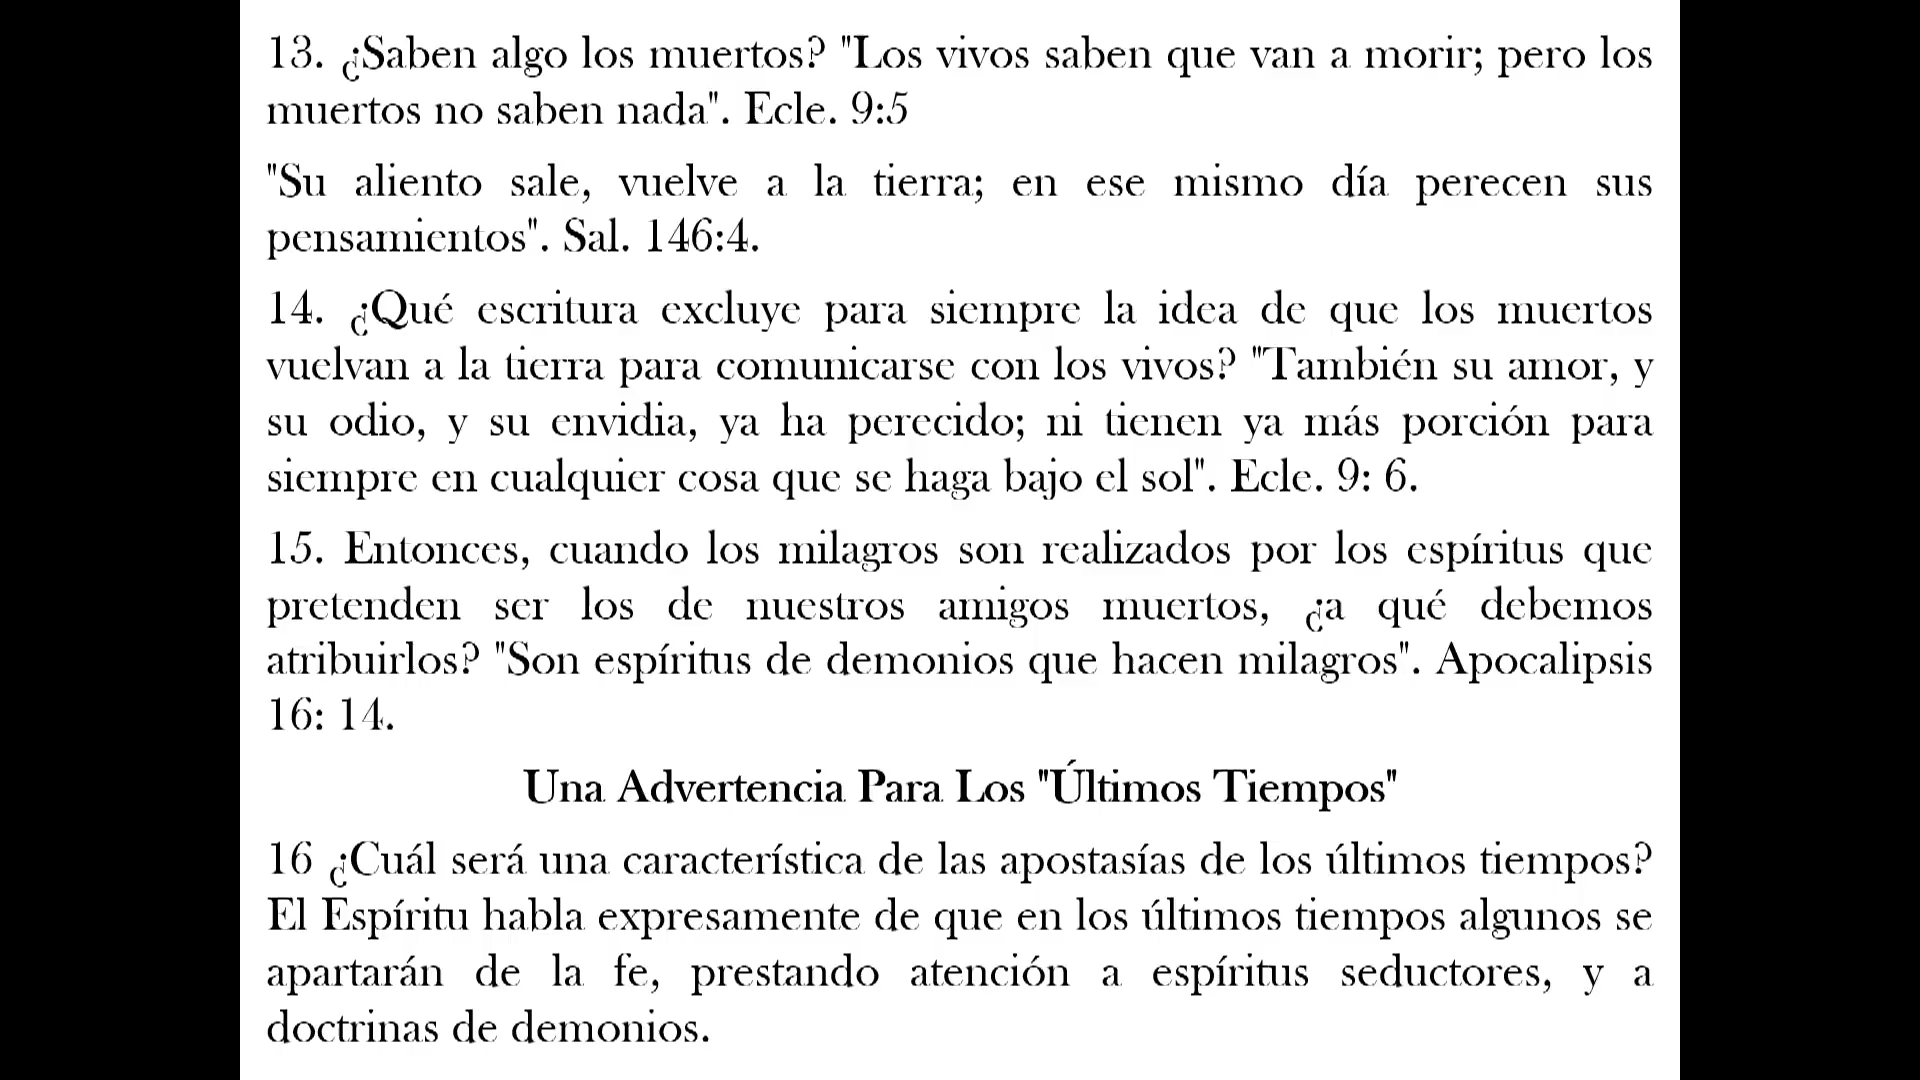 13. ¿Saben algo los muertos? "Los vivos saben que van a morir; pero los
muertos no saben nada". Ecle. 9:5
"Su aliento sale, vuelve a la tierra; en ese mismo día perecen sus
pensamientos". Sal. 146:4.
14. ¿Qué escritura excluye para siempre la idea de que los muertos
vuelvan a la tierra para comunicarse con los vivos? "También su amor, y
su odio, y su envidia, ya ha perecido; ni tienen ya más porción para
siempre en cualquier cosa que se haga bajo el sol". Ecle. 9: 6.
15. Entonces, cuando los milagros son realizados por los espíritus que
pretenden ser los de nuestros amigos muertos, ¿a qué debemos
atribuirlos? "Son espíritus de demonios que hacen milagros". Apocalipsis
16: 14.
Una Advertencia Para Los "Últimos Tiempos"
16 ¿Cuál será una característica de las apostasías de los últimos tiempos?
El Espíritu habla expresamente de que en los últimos tiempos algunos se
apartarán de la fe, prestando atención a espíritus seductores, y a
doctrinas de demonios.